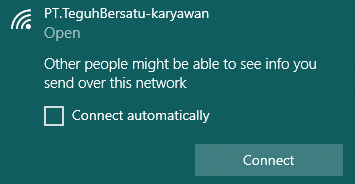 PT.TeguhBersatu-karyawan
Open
Other people might be able to see info you
send over this network
Connect automatically
Connect